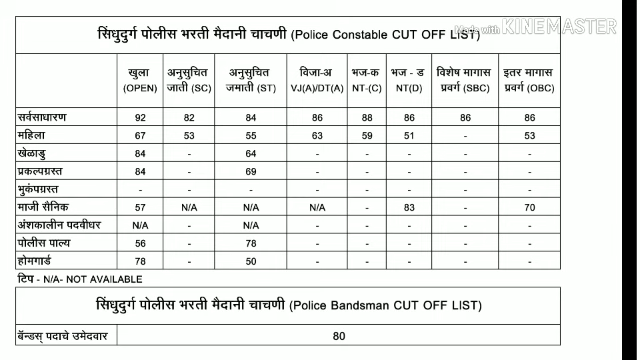 Made with KINEMASTER
सिंधुदुर्ग पोलीस भरती मैदानी चाचणी (Police Constable CUT OFF LIST)
खुला (OPEN) अनुसुचित जाती (SC) अनुसुचित जमाती (ST) विजा-अ VJ(A)/DT(A) भज-क NT-(C) भज - ड NT(D) विशेष मागास प्रवर्ग (SBC) इतर मागास प्रवर्ग (OBC)
सर्वसाधारण 92 82 84 86 88 86 86 86
महिला 67 53 55 63 59 51 - 53
खेळाडु 84 - 64 - - - - -
प्रकल्पग्रस्त 84 - 69 - - - - -
भुकंपग्रस्त - - - - - - - -
माजी सैनिक 57 N/A N/A N/A - 83 - 70
अंशकालीन पदवीधर N/A - N/A - - - - -
पोलीस पाल्य 56 - 78 - - - - -
होमगार्ड 78 - 50 - - - - -
टिप - N/A- NOT AVAILABLE
सिंधुदुर्ग पोलीस भरती मैदानी चाचणी (Police Bandsman CUT OFF LIST)
बॅन्डस् पदाचे उमेदवार 80